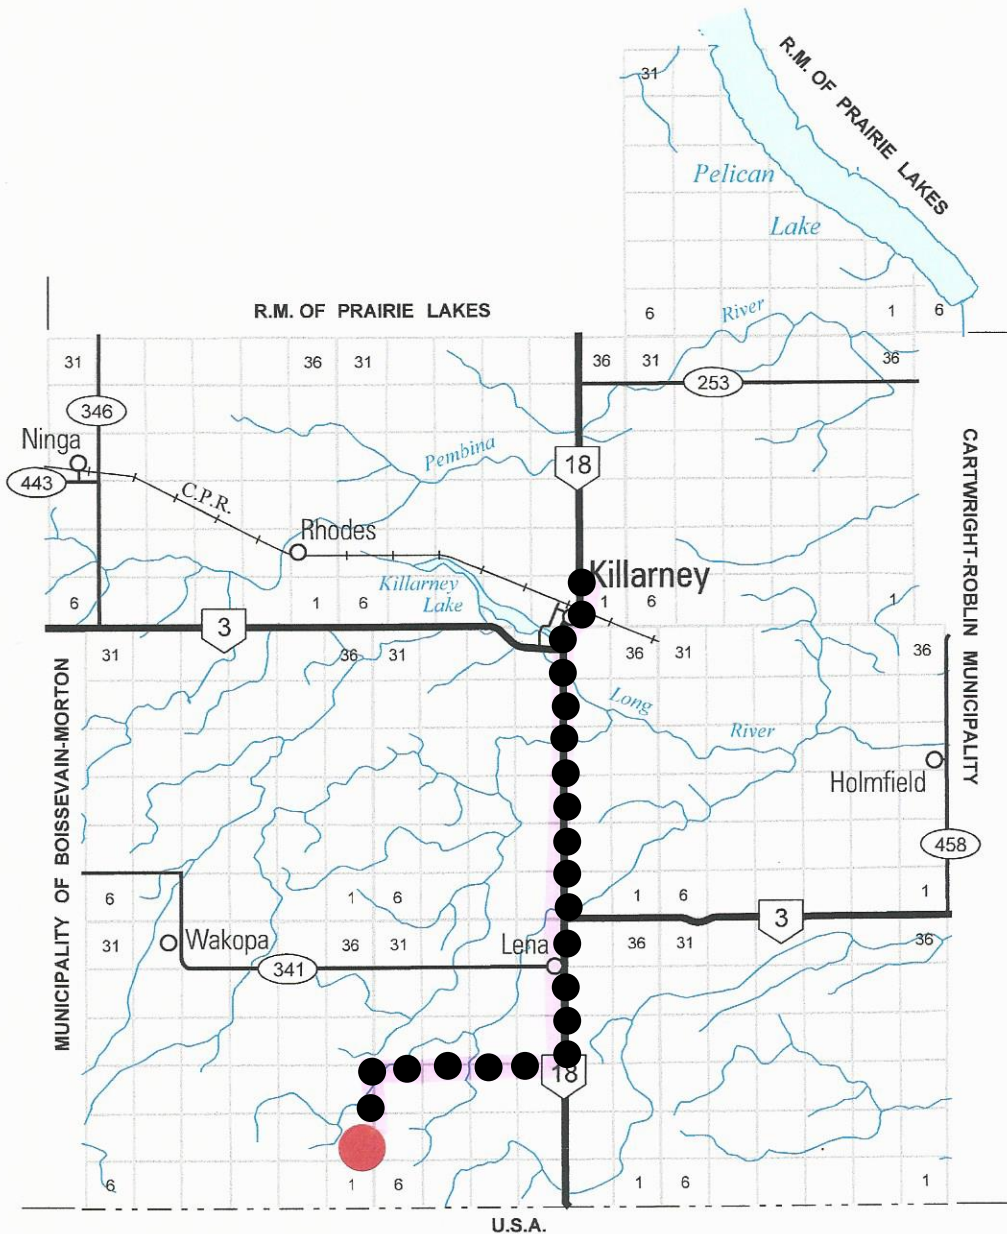 R.M. OF PRAIRIE LAKES
31
Pelican
Lake
6
River
1
6
R.M. OF PRAIRIE LAKES
31
36
31
36
31
36
253
346
Ninga
443
C.P.R.
Pembina
18
Rhodes
Killarney
Killarney
Lake
6
1
6
1
6
1
3
31
36
31
36
31
36
CARTWRIGHT-ROBLIN MUNICIPALITY
MUNICIPALITY OF BOISSEVAIN-MORTON
Long
River
Holmfield
458
6
1
6
1
6
1
3
31
Wakopa
36
31
Lena
36
31
36
341
18
6
1
6
1
6
1
U.S.A.